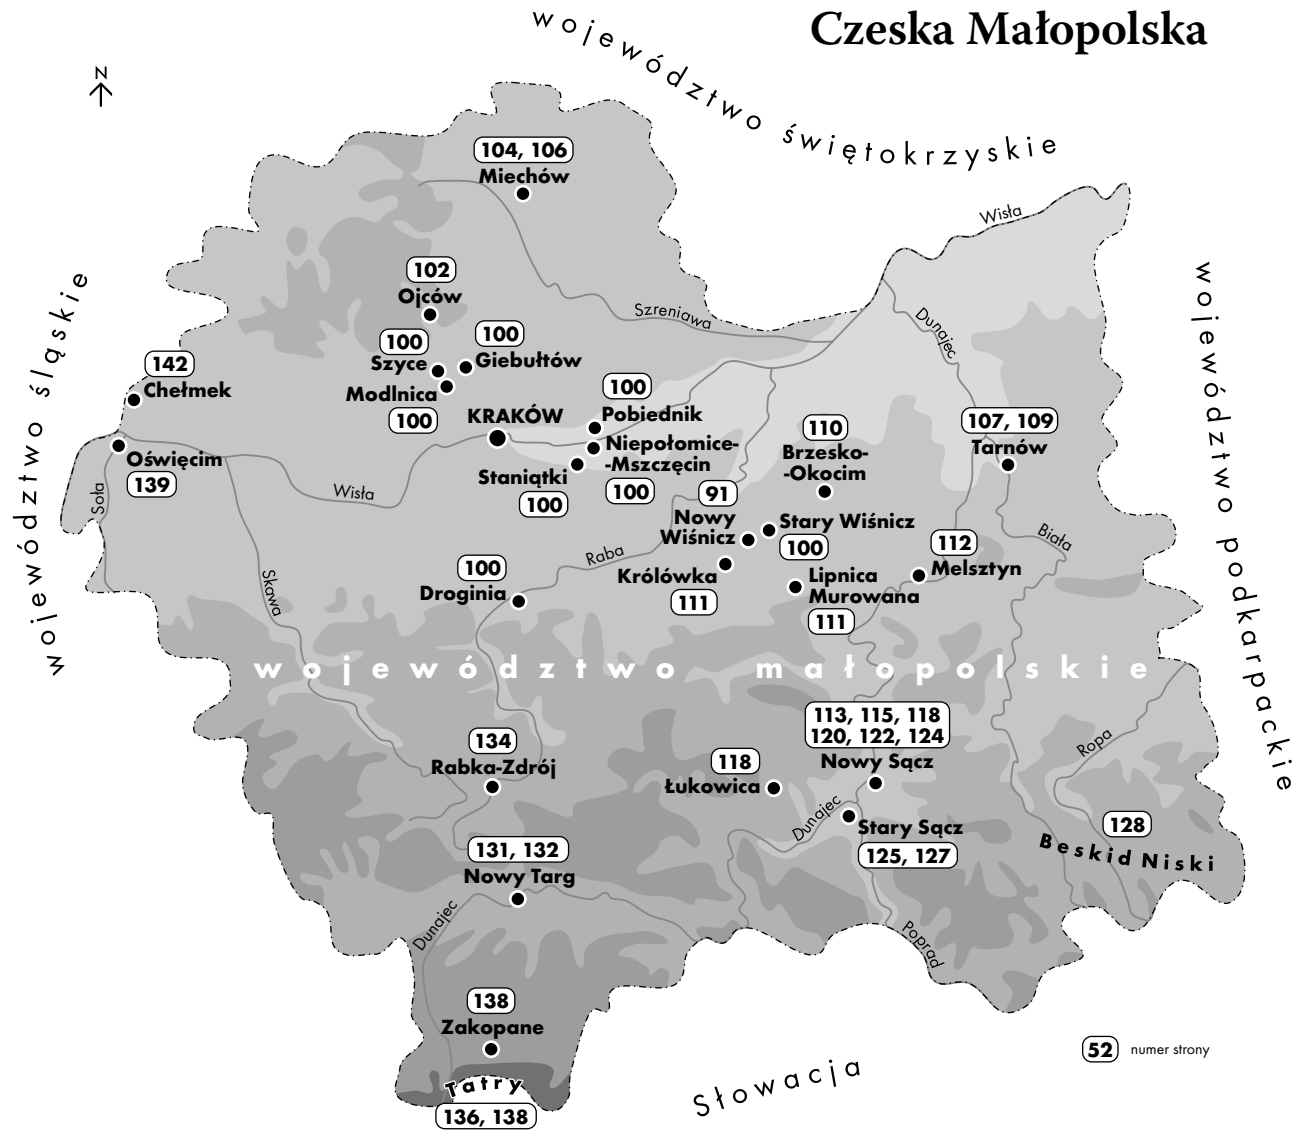 Czeska Małopolska
województwo świętokrzyskie
N
104, 106
Miechów
Wisła
102
Ojców
Szreniawa
Dunajec
100
Szyce
100
Giebułtów
142
Chełmek
Modlnica
100
KRAKÓW
100
Pobiednik
Niepołomice-
-Mszczęcin
100
Staniątki
100
107, 109
Tarnów
110
Brzesko-
-Okocim
Oświęcim
139
Soła
Wisła
91
Nowy
Wiśnicz
Stary Wiśnicz
100
Biała
112
Melsztyn
Raba
100
Droginia
Królówka
111
Lipnica
Murowana
111
Skawa
województwo śląskie
województwo podkarpackie
województwo małopolskie
113, 115, 118
120, 122, 124
Nowy Sącz
134
Rabka-Zdrój
118
Łukowica
Ropa
Dunajec
Stary Sącz
125, 127
128
Beskid Niski
131, 132
Nowy Targ
Dunajec
Poprad
138
Zakopane
Tatry
136, 138
Słowacja
52 numer strony